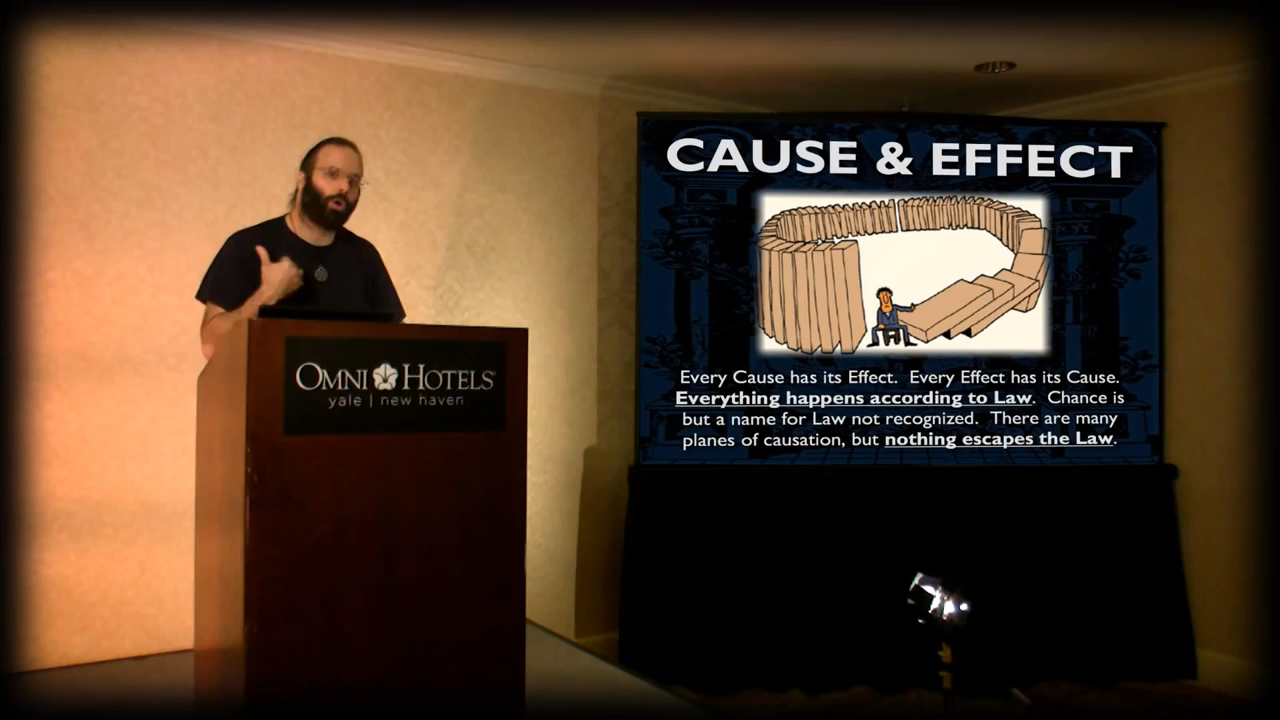 CAUSE & EFFECT
Every Cause has its Effect. Every Effect has its Cause.
Everything happens according to Law. Chance is
but a name for Law not recognized. There are many
planes of causation, but nothing escapes the Law.
OMNI HOTELS
yale | new haven